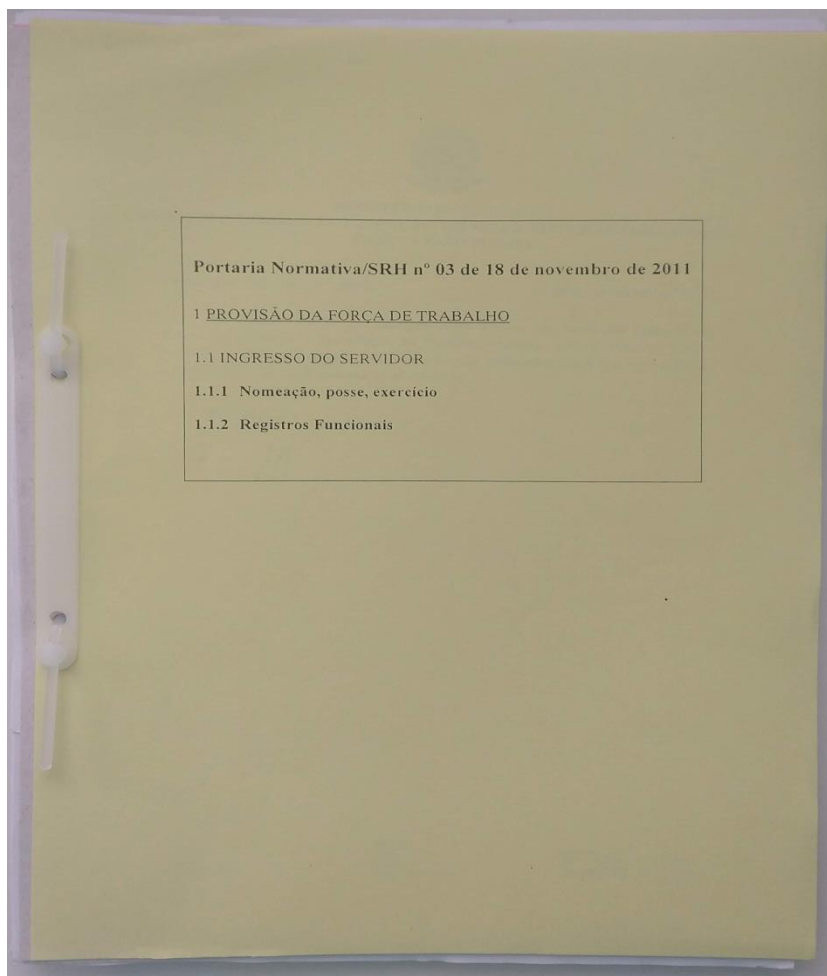 Portaria Normativa/SRH nº 03 de 18 de novembro de 2011
1 PROVISÃO DA FORÇA DE TRABALHO
1.1 INGRESSO DO SERVIDOR
1.1.1 Nomeação, posse, exercício
1.1.2 Registros Funcionais